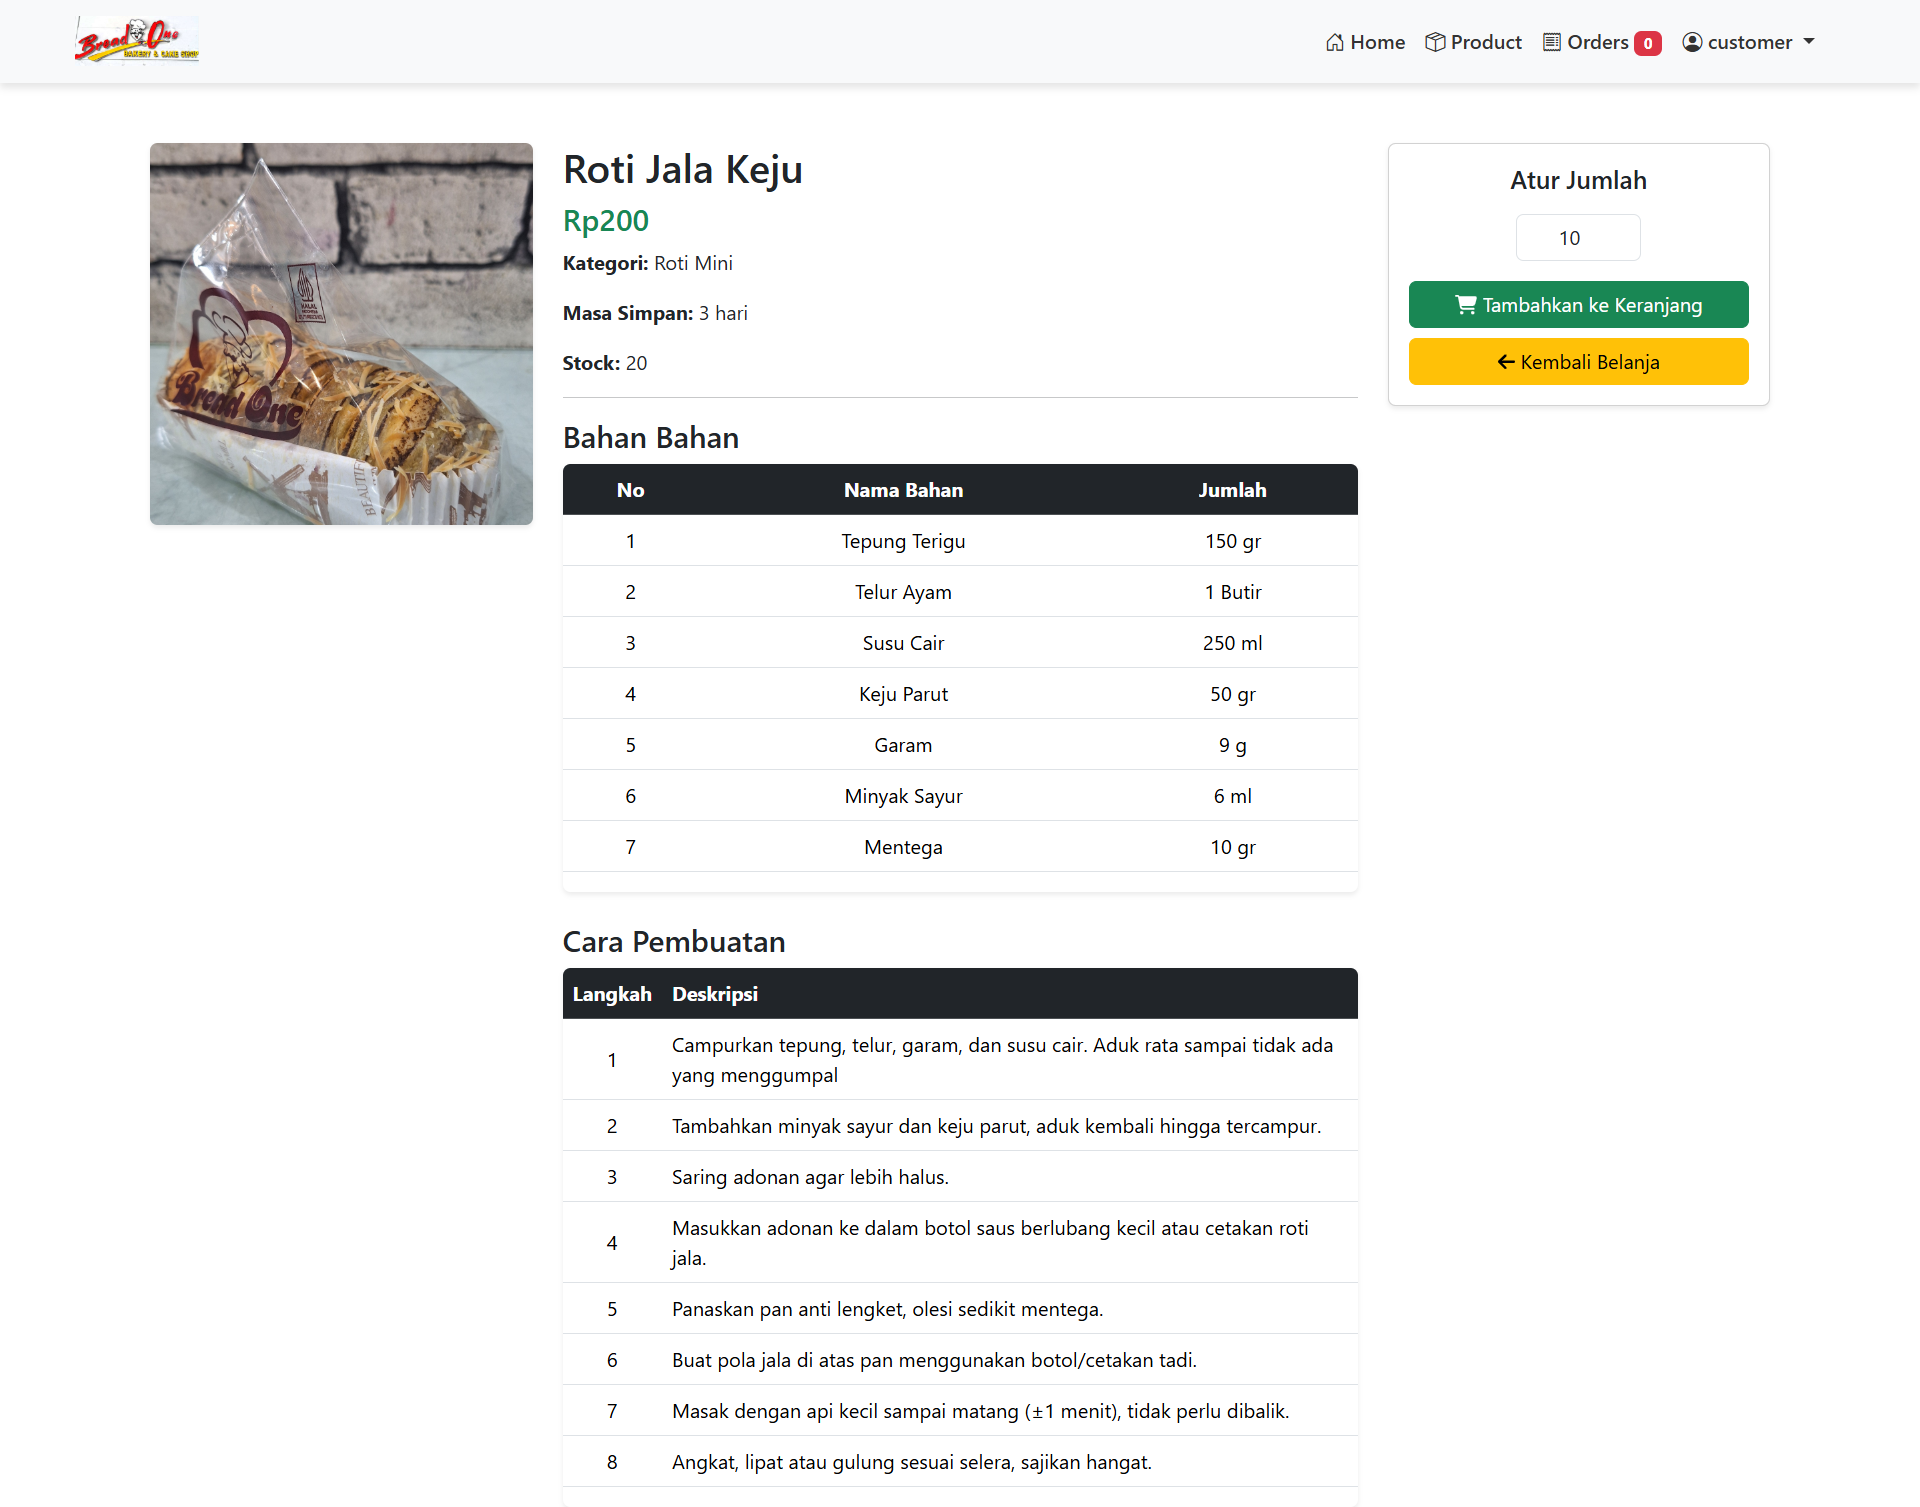 Bread One
BAKERY & CAKE SHOP
Home
Product
Orders 0
customer
Bread One
HALAL
INDONESIA
Roti Jala Keju
Rp200
Kategori: Roti Mini
Masa Simpan: 3 hari
Stock: 20
Atur Jumlah
10
Tambahkan ke Keranjang
Kembali Belanja
Bahan Bahan
No Nama Bahan Jumlah
1 Tepung Terigu 150 gr
2 Telur Ayam 1 Butir
3 Susu Cair 250 ml
4 Keju Parut 50 gr
5 Garam 9 g
6 Minyak Sayur 6 ml
7 Mentega 10 gr
Cara Pembuatan
Langkah Deskripsi
1 Campurkan tepung, telur, garam, dan susu cair. Aduk rata sampai tidak ada
yang menggumpal
2 Tambahkan minyak sayur dan keju parut, aduk kembali hingga tercampur.
3 Saring adonan agar lebih halus.
4 Masukkan adonan ke dalam botol saus berlubang kecil atau cetakan roti
jala.
5 Panaskan pan anti lengket, olesi sedikit mentega.
6 Buat pola jala di atas pan menggunakan botol/cetakan tadi.
7 Masak dengan api kecil sampai matang (±1 menit), tidak perlu dibalik.
8 Angkat, lipat atau gulung sesuai selera, sajikan hangat.